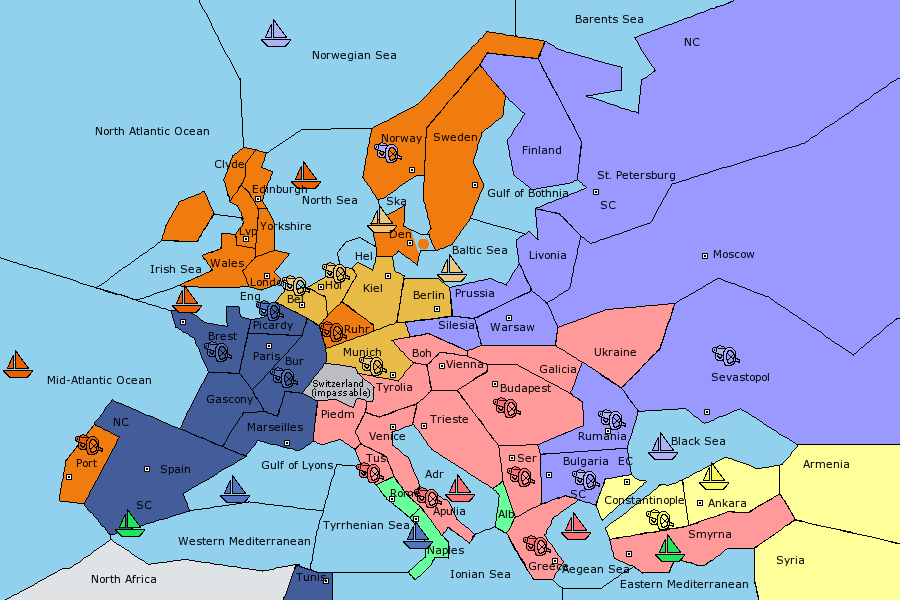 Barents Sea
NC
Norwegian Sea
North Atlantic Ocean
Norway
Sweden
Finland
Clyde
Edinburgh
St. Petersburg
Gulf of Bothnia
North Sea
Ska
SC
Lvp
Yorkshire
Den
Baltic Sea
Hel
Livonia
Moscow
Wales
Irish Sea
London
Hol
Kiel
Berlin
Prussia
Eng
Bel
Picardy
Ruhr
Silesia
Warsaw
Brest
Paris
Bur
Munich
Boh
Vienna
Galicia
Ukraine
Mid-Atlantic Ocean
Switzerland
(impassable)
Tyrolia
Budapest
Sevastopol
Gascony
Piedm
NC
Marseilles
Venice
Trieste
Rumania
Black Sea
Port
Spain
Gulf of Lyons
Tus
Adr
Ser
Bulgaria
EC
Armenia
SC
Rome
Apulia
Alb
SC
Constantinople
Ankara
Tyrrhenian Sea
Smyrna
Western Mediterranean
Naples
Greece
Aegean Sea
Syria
North Africa
Tunis
Ionian Sea
Eastern Mediterranean